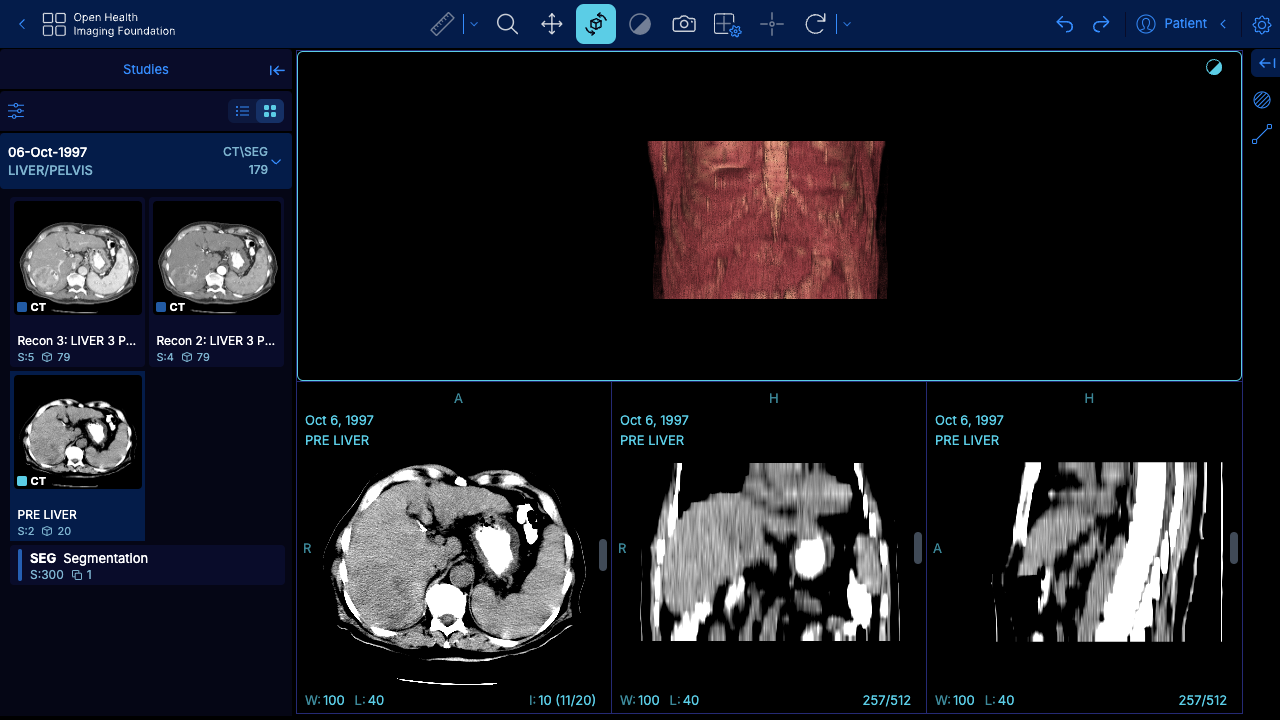 Open Health
Imaging Foundation
Patient
Studies
06-Oct-1997
CT\SEG
LIVER/PELVIS
179
CT
CT
Recon 3: LIVER 3 P...
Recon 2: LIVER 3 P...
S:5 79
S:4 79
CT
PRE LIVER
S:2 20
SEG Segmentation
S:300 1
A
Oct 6, 1997
PRE LIVER
R
W: 100 L: 40
I: 10 (11/20)
H
Oct 6, 1997
PRE LIVER
R
W: 100 L: 40
257/512
H
Oct 6, 1997
PRE LIVER
A
W: 100 L: 40
257/512